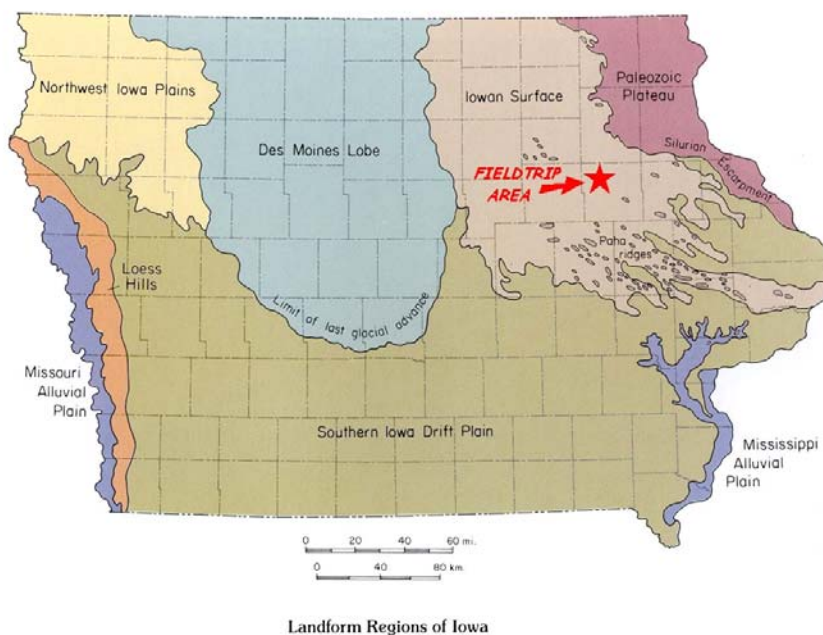 Northwest Iowa Plains
Des Moines Lobe
Iowan Surface
Paleozoic
Plateau
Silurian
Escarpment
FIELD TRIP
AREA
Paha
ridges
Loess
Hills
Limit of last glacial advance
Missouri
Alluvial
Plain
Southern Iowa Drift Plain
Mississippi
Alluvial
Plain
0 20 40 60 mi.
0 40 80 km
Landform Regions of Iowa